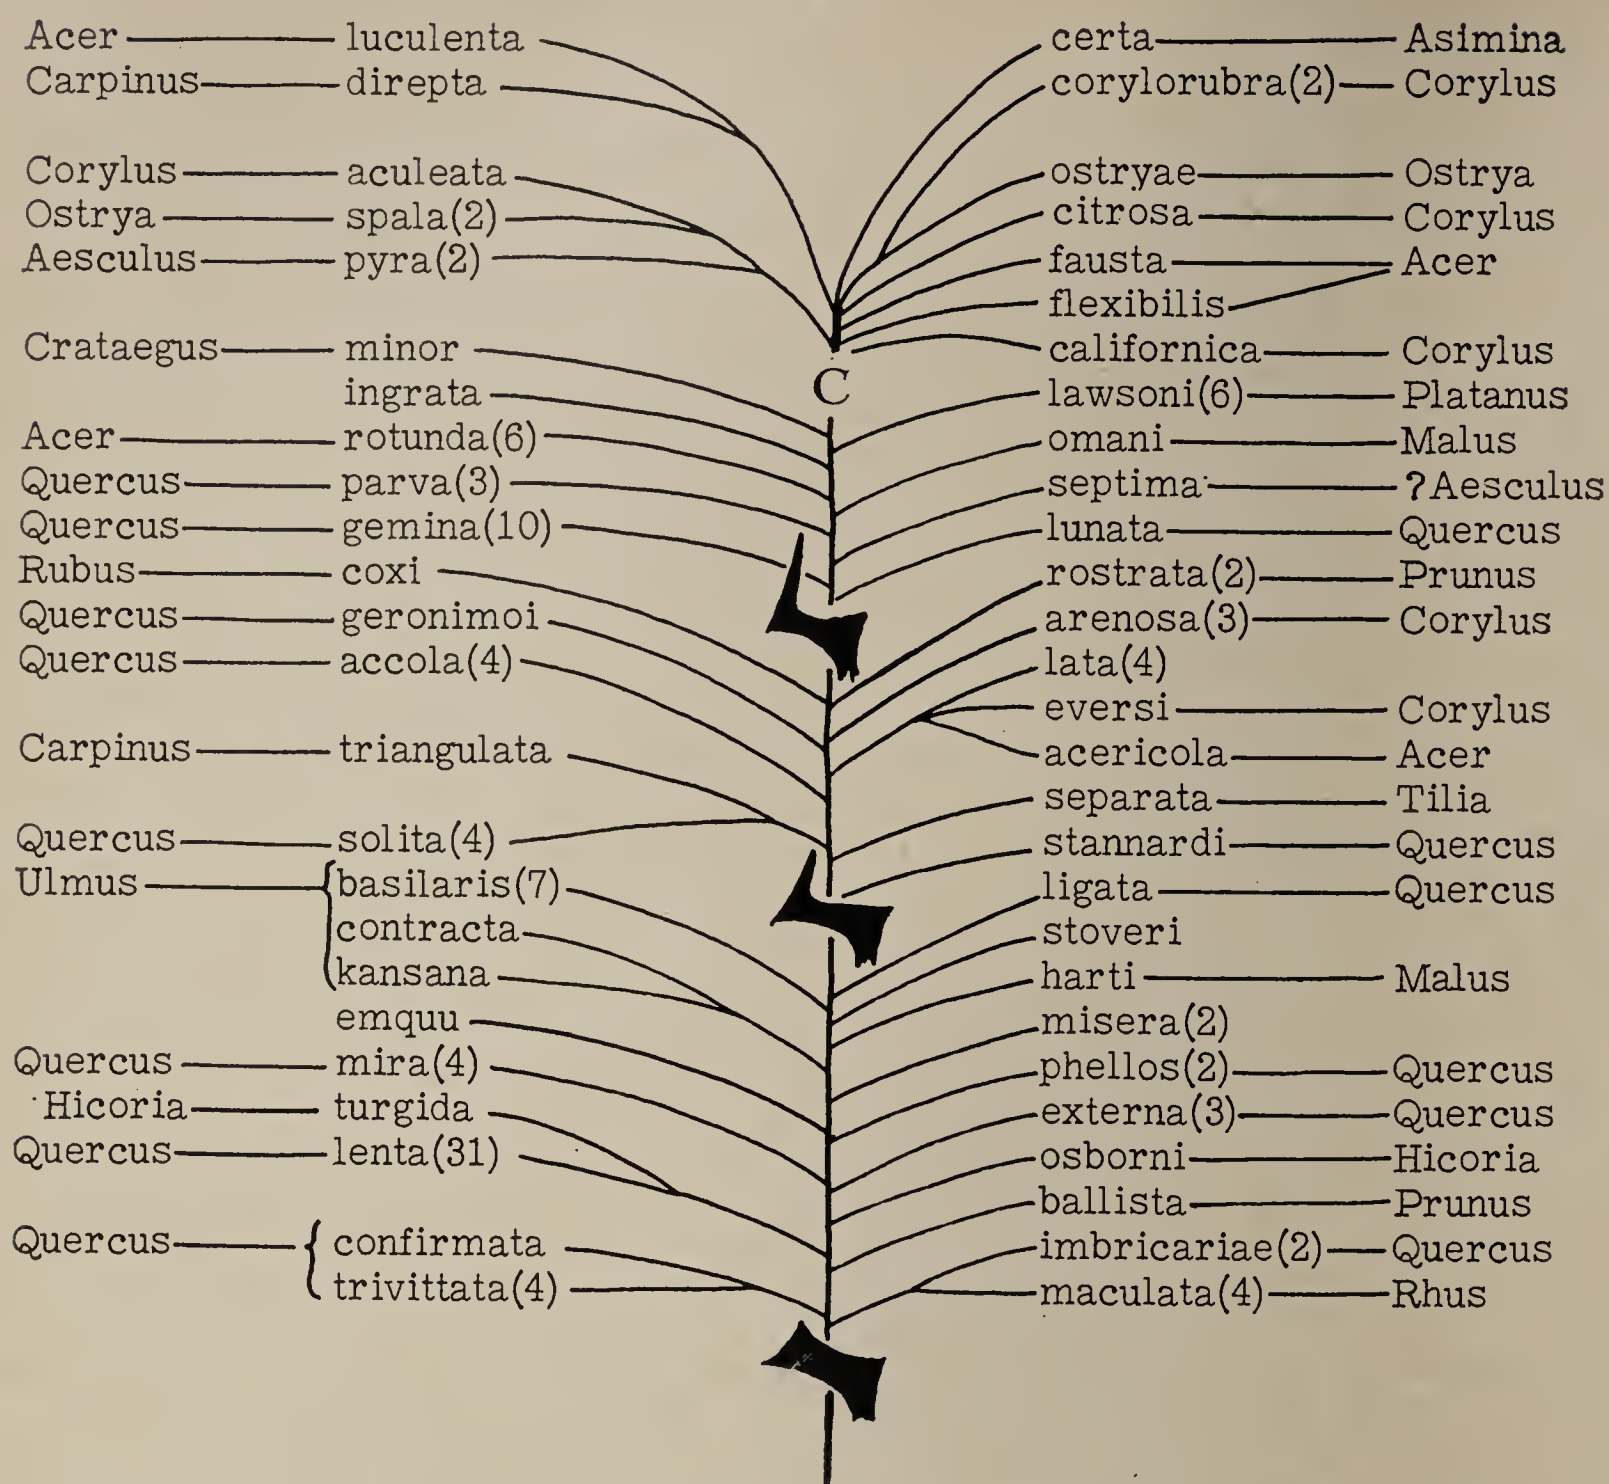 Acer luculenta certa Asimina
Carpinus direpta corylorubra(2) Corylus
Corylus aculeata ostryae Ostrya
Ostrya spala(2) citrosa Corylus
Aesculus pyra(2) fausta Acer
flexibilis
Crataegus minor californica Corylus
C
ingrata lawsoni(6) Platanus
Acer rotunda(6) omani Malus
Quercus parva(3) septima ?Aesculus
Quercus gemina(10) lunata Quercus
Rubus coxi rostrata(2) Prunus
Quercus geronimoi arenosa(3) Corylus
Quercus accola(4) lata(4)
eversi Corylus
Carpinus triangulata acericola Acer
separata Tilia
Quercus solita(4) stannardi Quercus
Ulmus basilaris(7) ligata Quercus
contracta stoveri
kansana harti Malus
emquu misera(2)
Quercus mira(4) phellos(2) Quercus
Hicoria turgida externa(3) Quercus
Quercus lenta(31) osborni Hicoria
ballista Prunus
Quercus confirmata imbricariae(2) Quercus
trivittata(4) maculata(4) Rhus